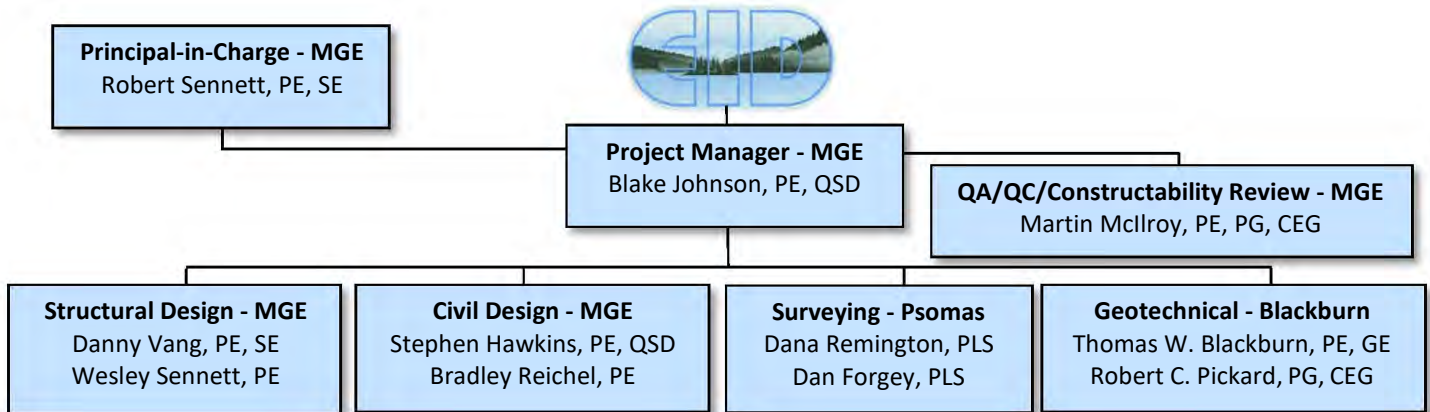 Principal-in-Charge - MGE
Robert Sennett, PE, SE
EID
Project Manager - MGE
Blake Johnson, PE, QSD
QA/QC/Constructability Review - MGE
Martin McIlroy, PE, PG, CEG
Structural Design - MGE
Danny Vang, PE, SE
Wesley Sennett, PE
Civil Design - MGE
Stephen Hawkins, PE, QSD
Bradley Reichel, PE
Surveying - Psomas
Dana Remington, PLS
Dan Forgey, PLS
Geotechnical - Blackburn
Thomas W. Blackburn, PE, GE
Robert C. Pickard, PG, CEG